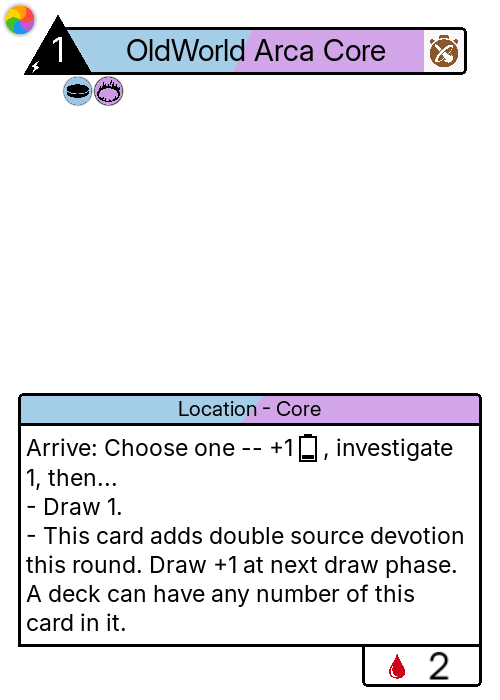 1
OldWorld Arca Core
Location - Core
Arrive: Choose one -- +1 , investigate
1, then...
- Draw 1.
- This card adds double source devotion
this round. Draw +1 at next draw phase.
A deck can have any number of this
card in it.
2